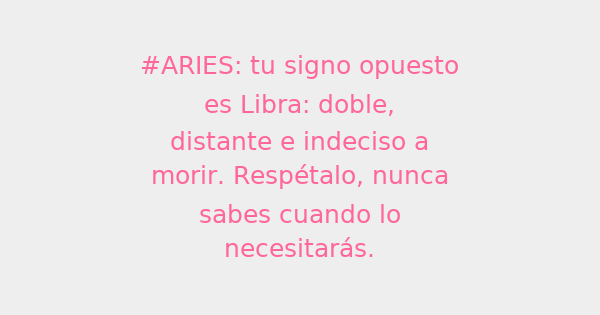 #ARIES: tu signo opuesto
es Libra: doble,
distante e indeciso a
morir. Respétalo, nunca
sabes cuando lo
necesitarás.